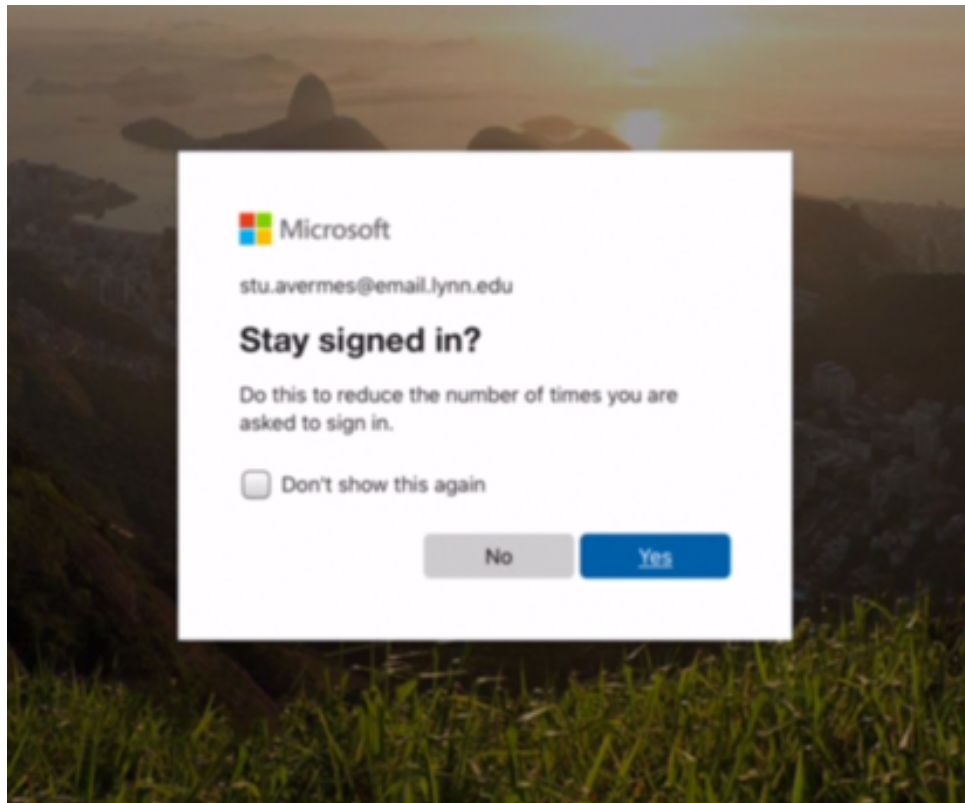 Microsoft
stu.avermes@email.lynn.edu
Stay signed in?
Do this to reduce the number of times you are
asked to sign in.
Don't show this again
No
Yes